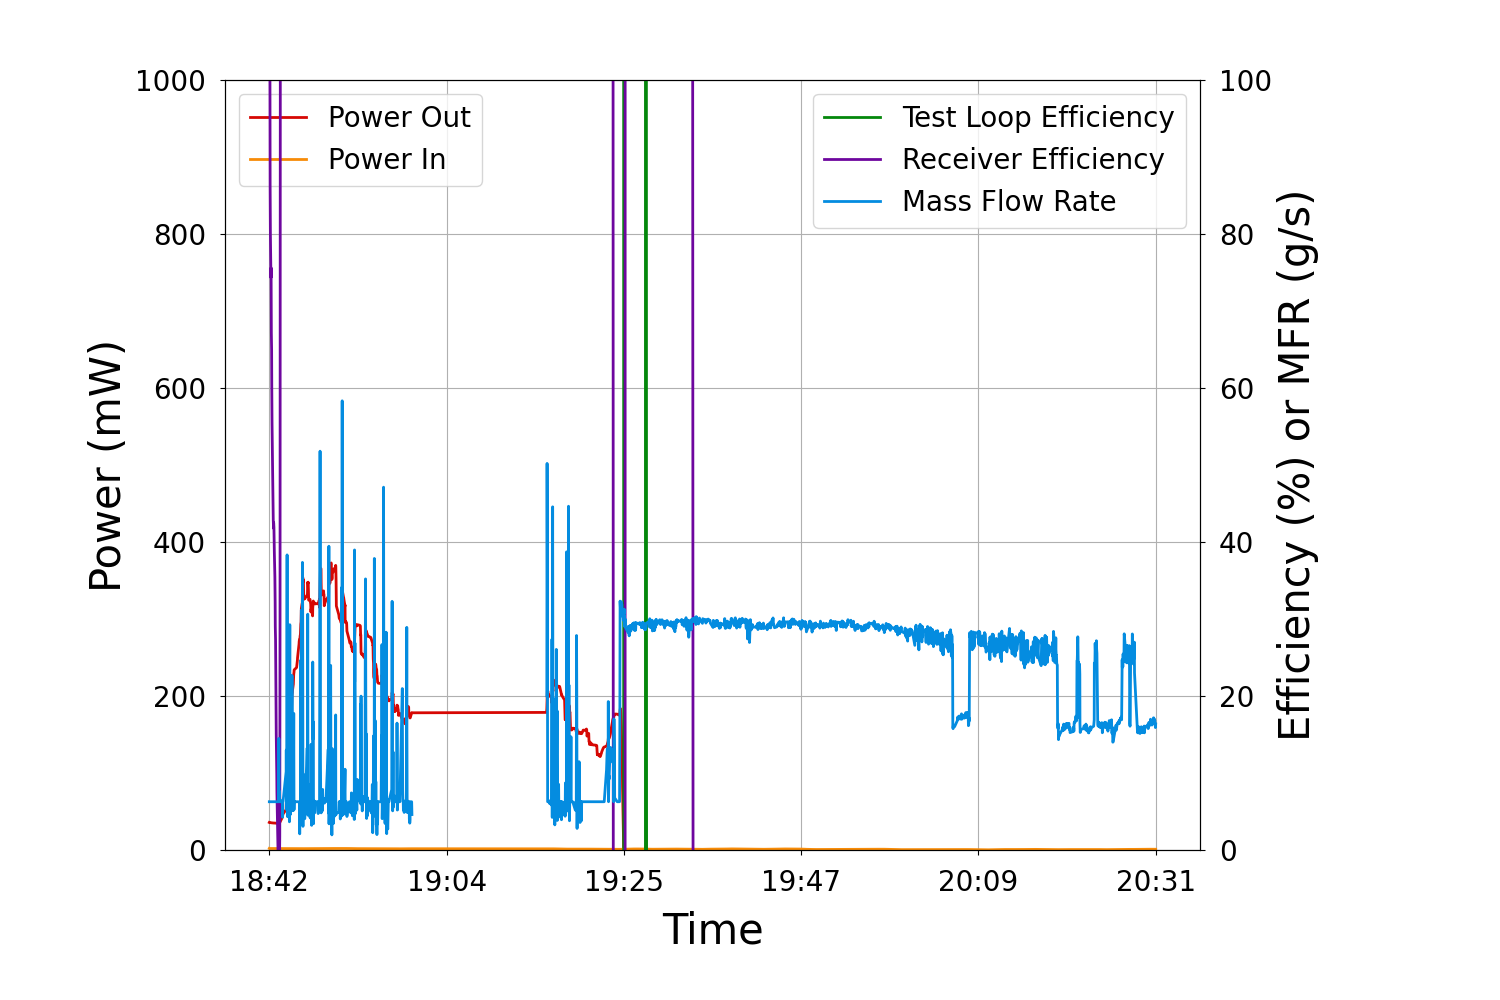 1000
800
600
400
200
0
Power (mW)
Power Out
Power In
Test Loop Efficiency
Receiver Efficiency
Mass Flow Rate
100
80
60
40
20
0
Efficiency (%) or MFR (g/s)
18:42 19:04 19:25 19:47 20:09 20:31
Time